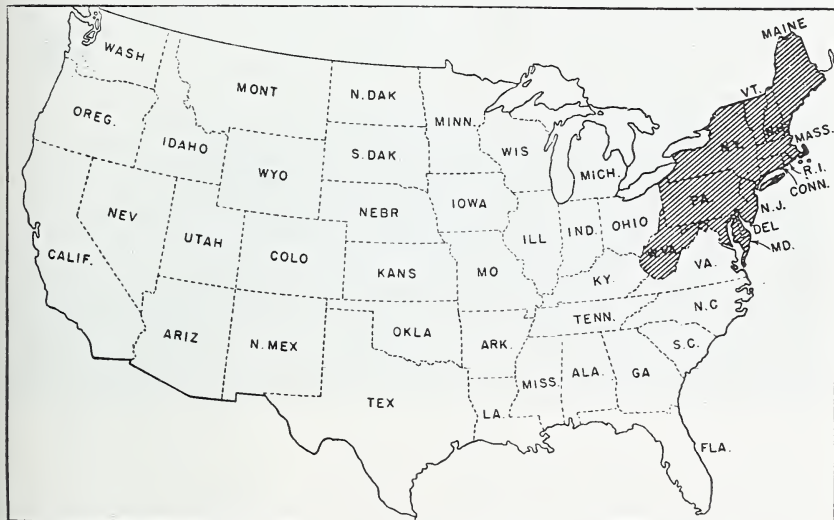 MAINE
WASH
VT.
MONT
N. DAK
MINN.
OREG.
N.H.
MASS.
N.Y.
IDAHO
S. DAK
WIS
R.I.
WYO
MICH.
CONN.
PA.
N.J.
NEBR
IOWA
NEV
OHIO
DEL
UTAH
ILL
IND.
MD.
CALIF.
COLO
W.VA.
VA.
KANS
MO
KY.
N.C
TENN.
OKLA
ARIZ
N. MEX
ARK.
S.C.
MISS.
ALA.
GA
TEX
LA.
FLA.